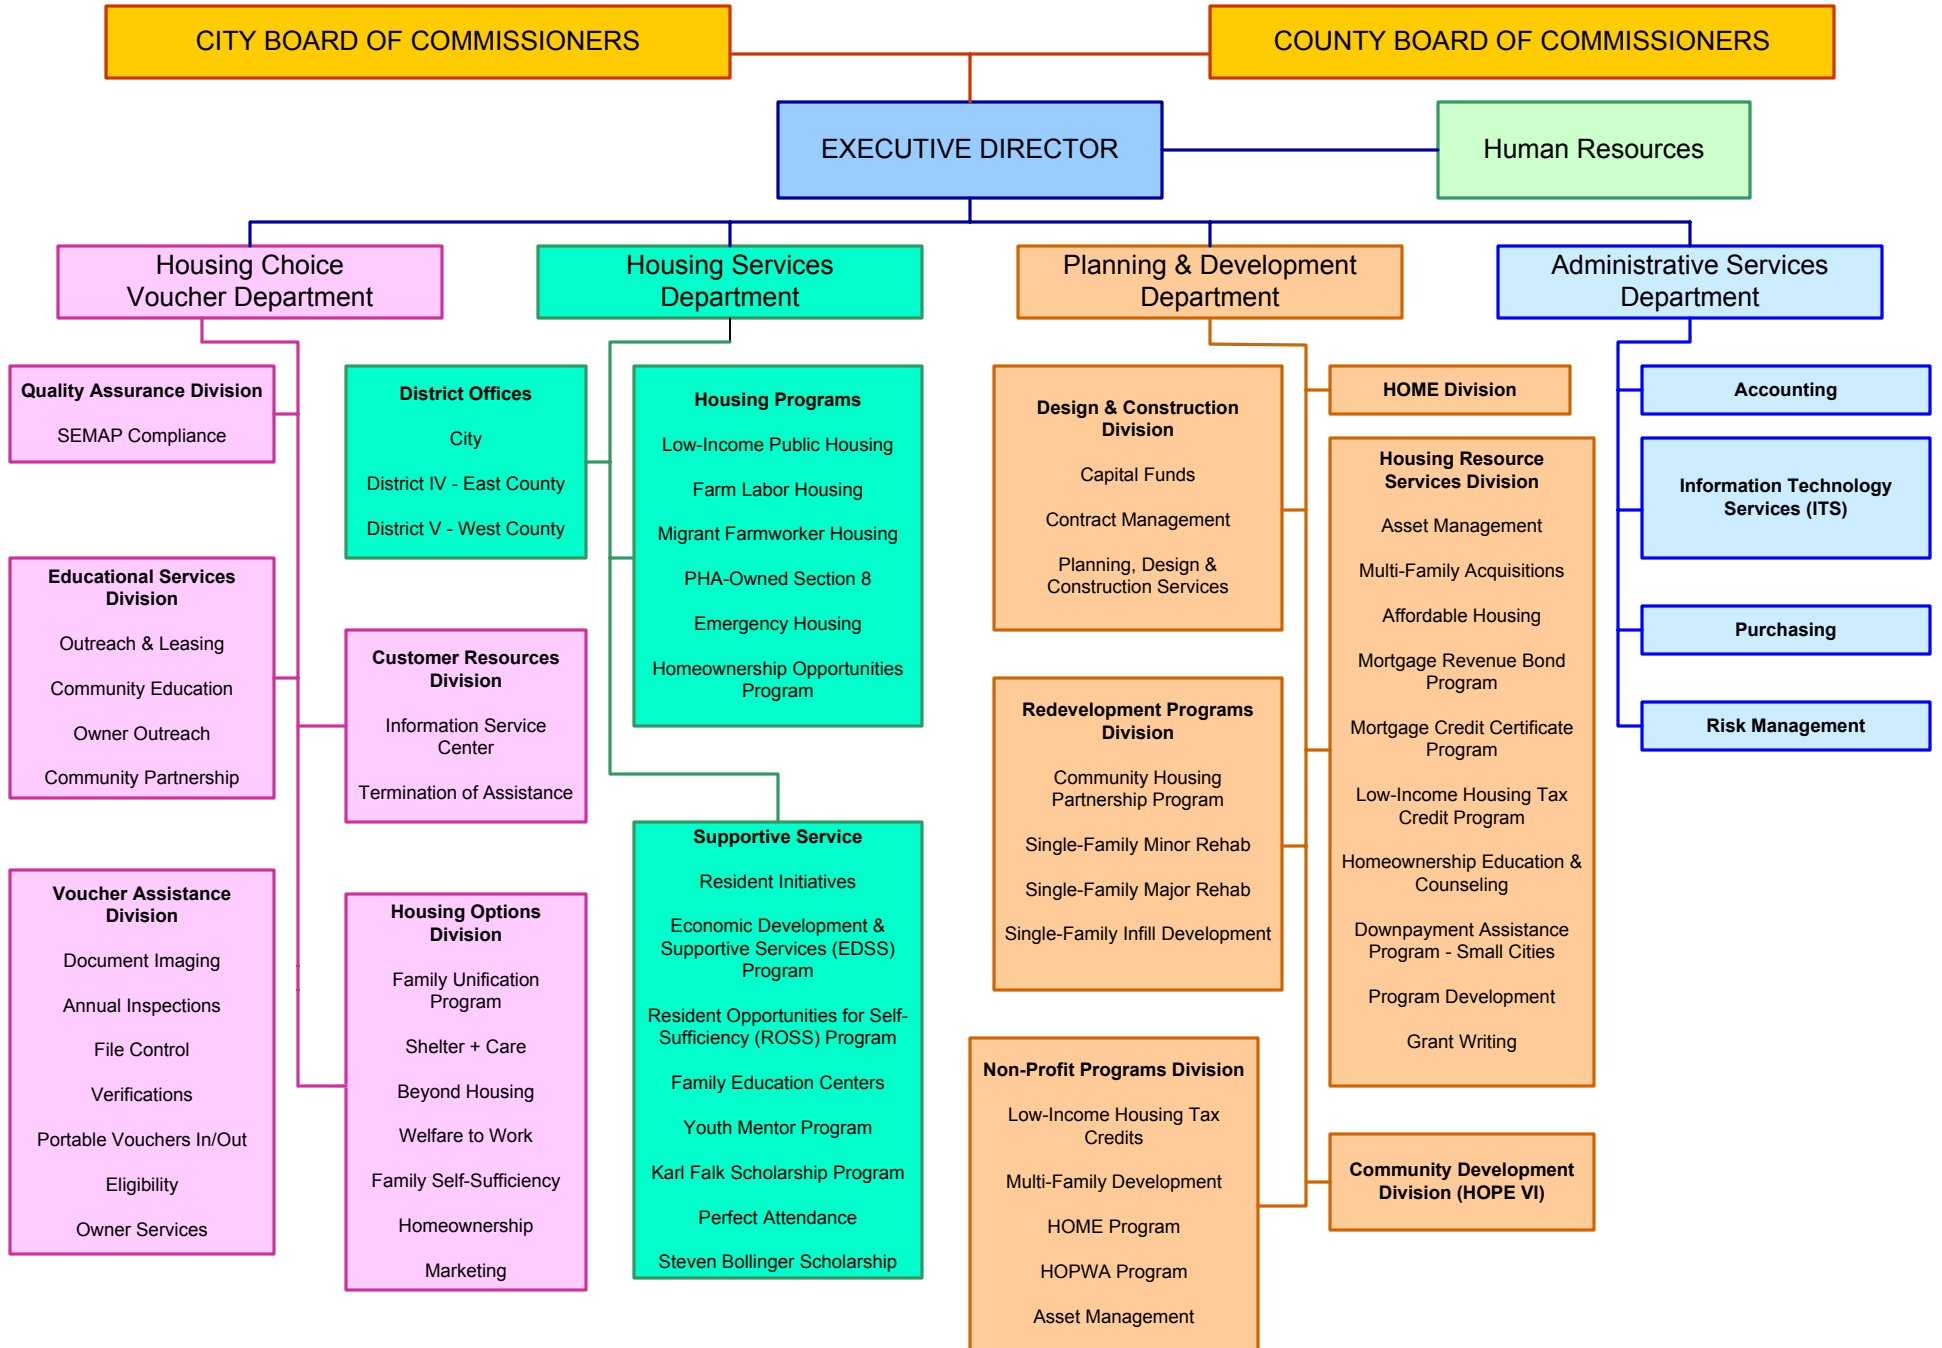 CITY BOARD OF COMMISSIONERS
COUNTY BOARD OF COMMISSIONERS
EXECUTIVE DIRECTOR
Human Resources
Housing Choice
Voucher Department
Housing Services
Department
Planning & Development
Department
Administrative Services
Department
Quality Assurance Division
SEMAP Compliance
Educational Services
Division
Outreach & Leasing
Community Education
Owner Outreach
Community Partnership
Voucher Assistance
Division
Document Imaging
Annual Inspections
File Control
Verifications
Portable Vouchers In/Out
Eligibility
Owner Services
Customer Resources
Division
Information Service
Center
Termination of Assistance
Housing Options
Division
Family Unification
Program
Shelter + Care
Beyond Housing
Welfare to Work
Family Self-Sufficiency
Homeownership
Marketing
District Offices
City
District IV - East County
District V - West County
Housing Programs
Low-Income Public Housing
Farm Labor Housing
Migrant Farmworker Housing
PHA-Owned Section 8
Emergency Housing
Homeownership Opportunities
Program
Supportive Service
Resident Initiatives
Economic Development &
Supportive Services (EDSS)
Program
Resident Opportunities for Self-
Sufficiency (ROSS) Program
Family Education Centers
Youth Mentor Program
Karl Falk Scholarship Program
Perfect Attendance
Steven Bollinger Scholarship
Design & Construction
Division
Capital Funds
Contract Management
Planning, Design &
Construction Services
Redevelopment Programs
Division
Community Housing
Partnership Program
Single-Family Minor Rehab
Single-Family Major Rehab
Single-Family Infill Development
Non-Profit Programs Division
Low-Income Housing Tax
Credits
Multi-Family Development
HOME Program
HOPWA Program
Asset Management
HOME Division
Housing Resource
Services Division
Asset Management
Multi-Family Acquisitions
Affordable Housing
Mortgage Revenue Bond
Program
Mortgage Credit Certificate
Program
Low-Income Housing Tax
Credit Program
Homeownership Education &
Counseling
Downpayment Assistance
Program - Small Cities
Program Development
Grant Writing
Community Development
Division (HOPE VI)
Accounting
Information Technology
Services (ITS)
Purchasing
Risk Management